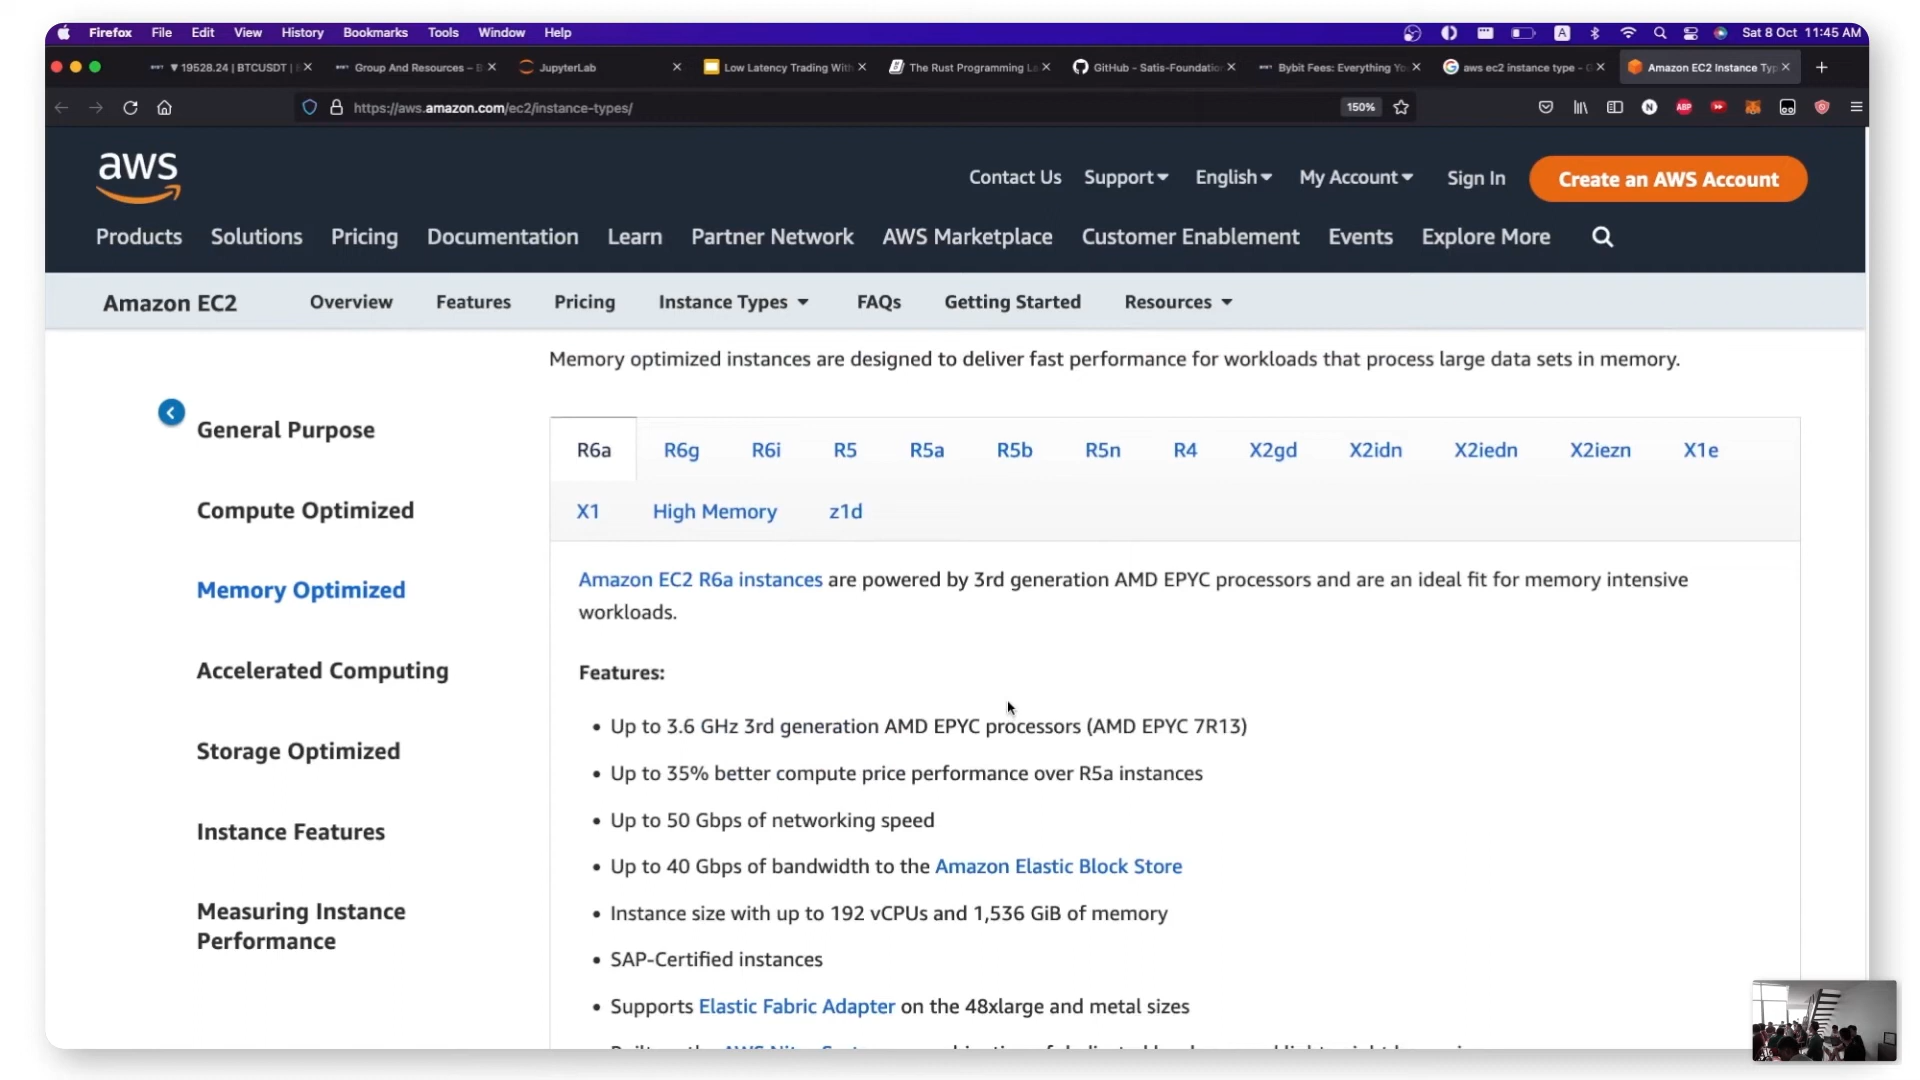 Firefox File Edit View History Bookmarks Tools Window Help
A Sat 8 Oct 11:45 AM
▼ 19528.24 | BTCUSDT |
Group And Resources –
JupyterLab
Low Latency Trading With
The Rust Programming
GitHub - Satis-Foundation
Bybit Fees: Everything Yo
aws ec2 instance type -
Amazon EC2 Instance Typ
https://aws.amazon.com/ec2/instance-types/
150%
N ABP
aws
Contact Us Support English My Account Sign In Create an AWS Account
Products Solutions Pricing Documentation Learn Partner Network AWS Marketplace Customer Enablement Events Explore More
Amazon EC2 Overview Features Pricing Instance Types FAQs Getting Started Resources
General Purpose
Compute Optimized
Memory Optimized
Accelerated Computing
Storage Optimized
Instance Features
Measuring Instance
Performance
Memory optimized instances are designed to deliver fast performance for workloads that process large data sets in memory.
R6a R6g R6i R5 R5a R5b R5n R4 X2gd X2idn X2iedn X2iezn X1e
X1 High Memory z1d
Amazon EC2 R6a instances are powered by 3rd generation AMD EPYC processors and are an ideal fit for memory intensive
workloads.
Features:
• Up to 3.6 GHz 3rd generation AMD EPYC processors (AMD EPYC 7R13)
• Up to 35% better compute price performance over R5a instances
• Up to 50 Gbps of networking speed
• Up to 40 Gbps of bandwidth to the Amazon Elastic Block Store
• Instance size with up to 192 vCPUs and 1,536 GiB of memory
• SAP-Certified instances
• Supports Elastic Fabric Adapter on the 48xlarge and metal sizes